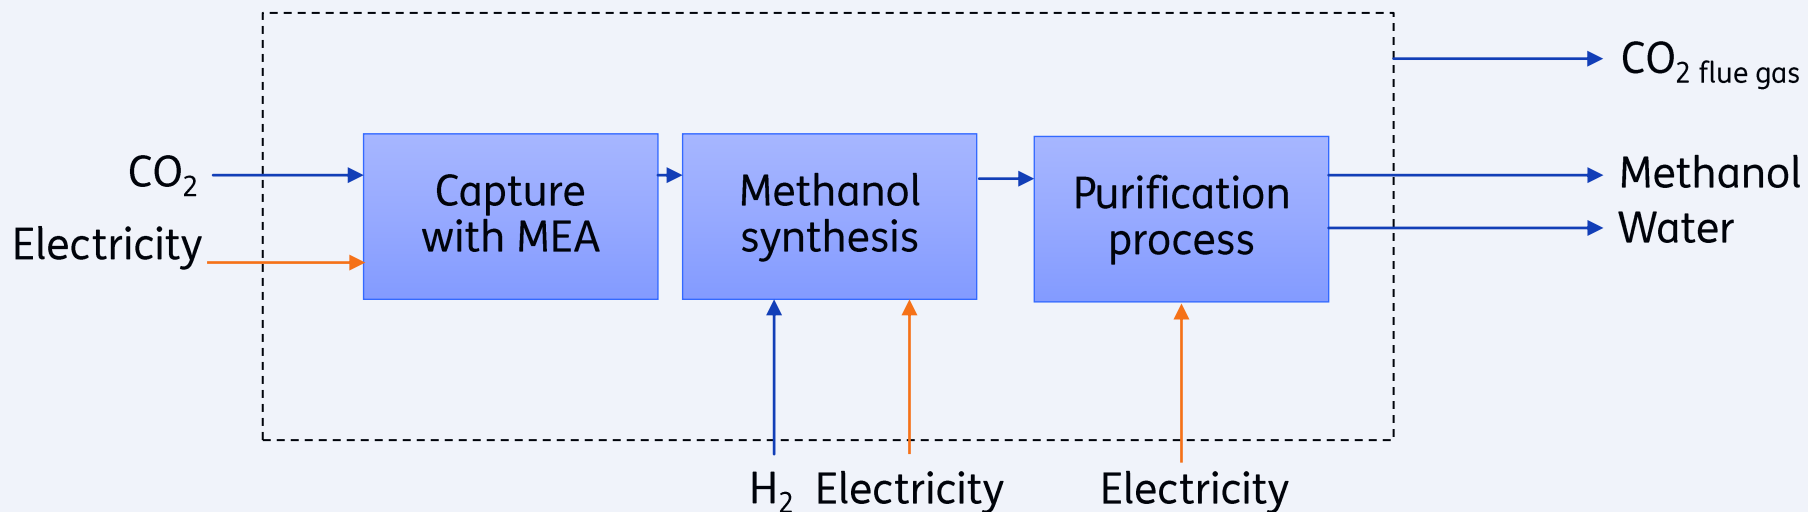 CO₂ flue gas
CO₂
Electricity
Capture
with MEA
Methanol
synthesis
Purification
process
Methanol
Water
H₂
Electricity
Electricity